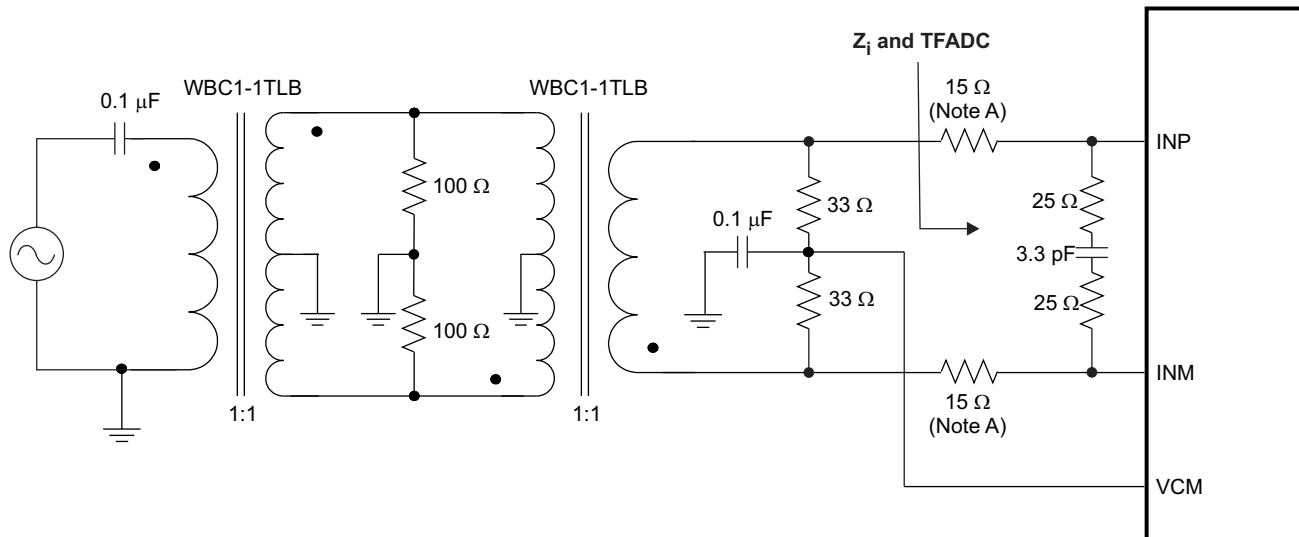 Zi and TFADC
WBC1-1TLB
WBC1-1TLB
0.1 μF
15 Ω
(Note A)
INP
100 Ω
33 Ω
25 Ω
0.1 μF
3.3 pF
33 Ω
25 Ω
100 Ω
INM
1:1
1:1
15 Ω
(Note A)
VCM